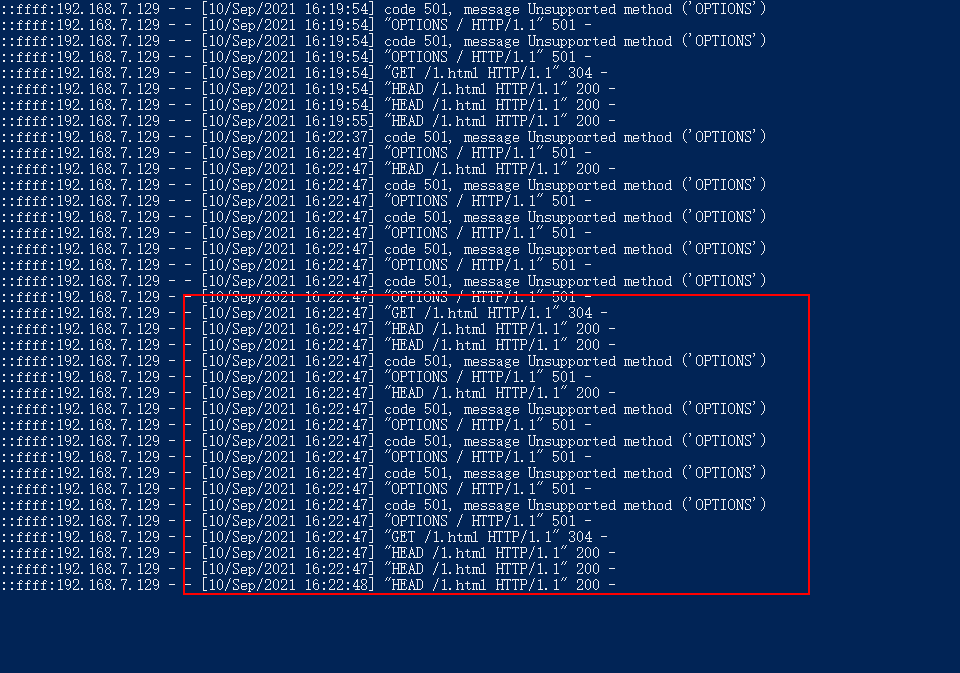 ::ffff:192.168.7.129 - - [10/Sep/2021 16:19:54] code 501, message Unsupported method ('OPTIONS')
::ffff:192.168.7.129 - - [10/Sep/2021 16:19:54] "OPTIONS / HTTP/1.1" 501 -
::ffff:192.168.7.129 - - [10/Sep/2021 16:19:54] code 501, message Unsupported method ('OPTIONS')
::ffff:192.168.7.129 - - [10/Sep/2021 16:19:54] "OPTIONS / HTTP/1.1" 501 -
::ffff:192.168.7.129 - - [10/Sep/2021 16:19:54] "GET /1.html HTTP/1.1" 304 -
::ffff:192.168.7.129 - - [10/Sep/2021 16:19:54] "HEAD /1.html HTTP/1.1" 200 -
::ffff:192.168.7.129 - - [10/Sep/2021 16:19:54] "HEAD /1.html HTTP/1.1" 200 -
::ffff:192.168.7.129 - - [10/Sep/2021 16:19:55] "HEAD /1.html HTTP/1.1" 200 -
::ffff:192.168.7.129 - - [10/Sep/2021 16:22:37] code 501, message Unsupported method ('OPTIONS')
::ffff:192.168.7.129 - - [10/Sep/2021 16:22:47] "OPTIONS / HTTP/1.1" 501 -
::ffff:192.168.7.129 - - [10/Sep/2021 16:22:47] "HEAD /1.html HTTP/1.1" 200 -
::ffff:192.168.7.129 - - [10/Sep/2021 16:22:47] code 501, message Unsupported method ('OPTIONS')
::ffff:192.168.7.129 - - [10/Sep/2021 16:22:47] "OPTIONS / HTTP/1.1" 501 -
::ffff:192.168.7.129 - - [10/Sep/2021 16:22:47] code 501, message Unsupported method ('OPTIONS')
::ffff:192.168.7.129 - - [10/Sep/2021 16:22:47] "OPTIONS / HTTP/1.1" 501 -
::ffff:192.168.7.129 - - [10/Sep/2021 16:22:47] code 501, message Unsupported method ('OPTIONS')
::ffff:192.168.7.129 - - [10/Sep/2021 16:22:47] "OPTIONS / HTTP/1.1" 501 -
::ffff:192.168.7.129 - - [10/Sep/2021 16:22:47] code 501, message Unsupported method ('OPTIONS')
::ffff:192.168.7.129 - - [10/Sep/2021 16:22:47] "OPTIONS / HTTP/1.1" 501 -
::ffff:192.168.7.129 - - [10/Sep/2021 16:22:47] "GET /1.html HTTP/1.1" 304 -
::ffff:192.168.7.129 - - [10/Sep/2021 16:22:47] "HEAD /1.html HTTP/1.1" 200 -
::ffff:192.168.7.129 - - [10/Sep/2021 16:22:47] "HEAD /1.html HTTP/1.1" 200 -
::ffff:192.168.7.129 - - [10/Sep/2021 16:22:47] code 501, message Unsupported method ('OPTIONS')
::ffff:192.168.7.129 - - [10/Sep/2021 16:22:47] "OPTIONS / HTTP/1.1" 501 -
::ffff:192.168.7.129 - - [10/Sep/2021 16:22:47] "HEAD /1.html HTTP/1.1" 200 -
::ffff:192.168.7.129 - - [10/Sep/2021 16:22:47] code 501, message Unsupported method ('OPTIONS')
::ffff:192.168.7.129 - - [10/Sep/2021 16:22:47] "OPTIONS / HTTP/1.1" 501 -
::ffff:192.168.7.129 - - [10/Sep/2021 16:22:47] code 501, message Unsupported method ('OPTIONS')
::ffff:192.168.7.129 - - [10/Sep/2021 16:22:47] "OPTIONS / HTTP/1.1" 501 -
::ffff:192.168.7.129 - - [10/Sep/2021 16:22:47] code 501, message Unsupported method ('OPTIONS')
::ffff:192.168.7.129 - - [10/Sep/2021 16:22:47] "OPTIONS / HTTP/1.1" 501 -
::ffff:192.168.7.129 - - [10/Sep/2021 16:22:47] code 501, message Unsupported method ('OPTIONS')
::ffff:192.168.7.129 - - [10/Sep/2021 16:22:47] "OPTIONS / HTTP/1.1" 501 -
::ffff:192.168.7.129 - - [10/Sep/2021 16:22:47] "GET /1.html HTTP/1.1" 304 -
::ffff:192.168.7.129 - - [10/Sep/2021 16:22:47] "HEAD /1.html HTTP/1.1" 200 -
::ffff:192.168.7.129 - - [10/Sep/2021 16:22:47] "HEAD /1.html HTTP/1.1" 200 -
::ffff:192.168.7.129 - - [10/Sep/2021 16:22:48] "HEAD /1.html HTTP/1.1" 200 -